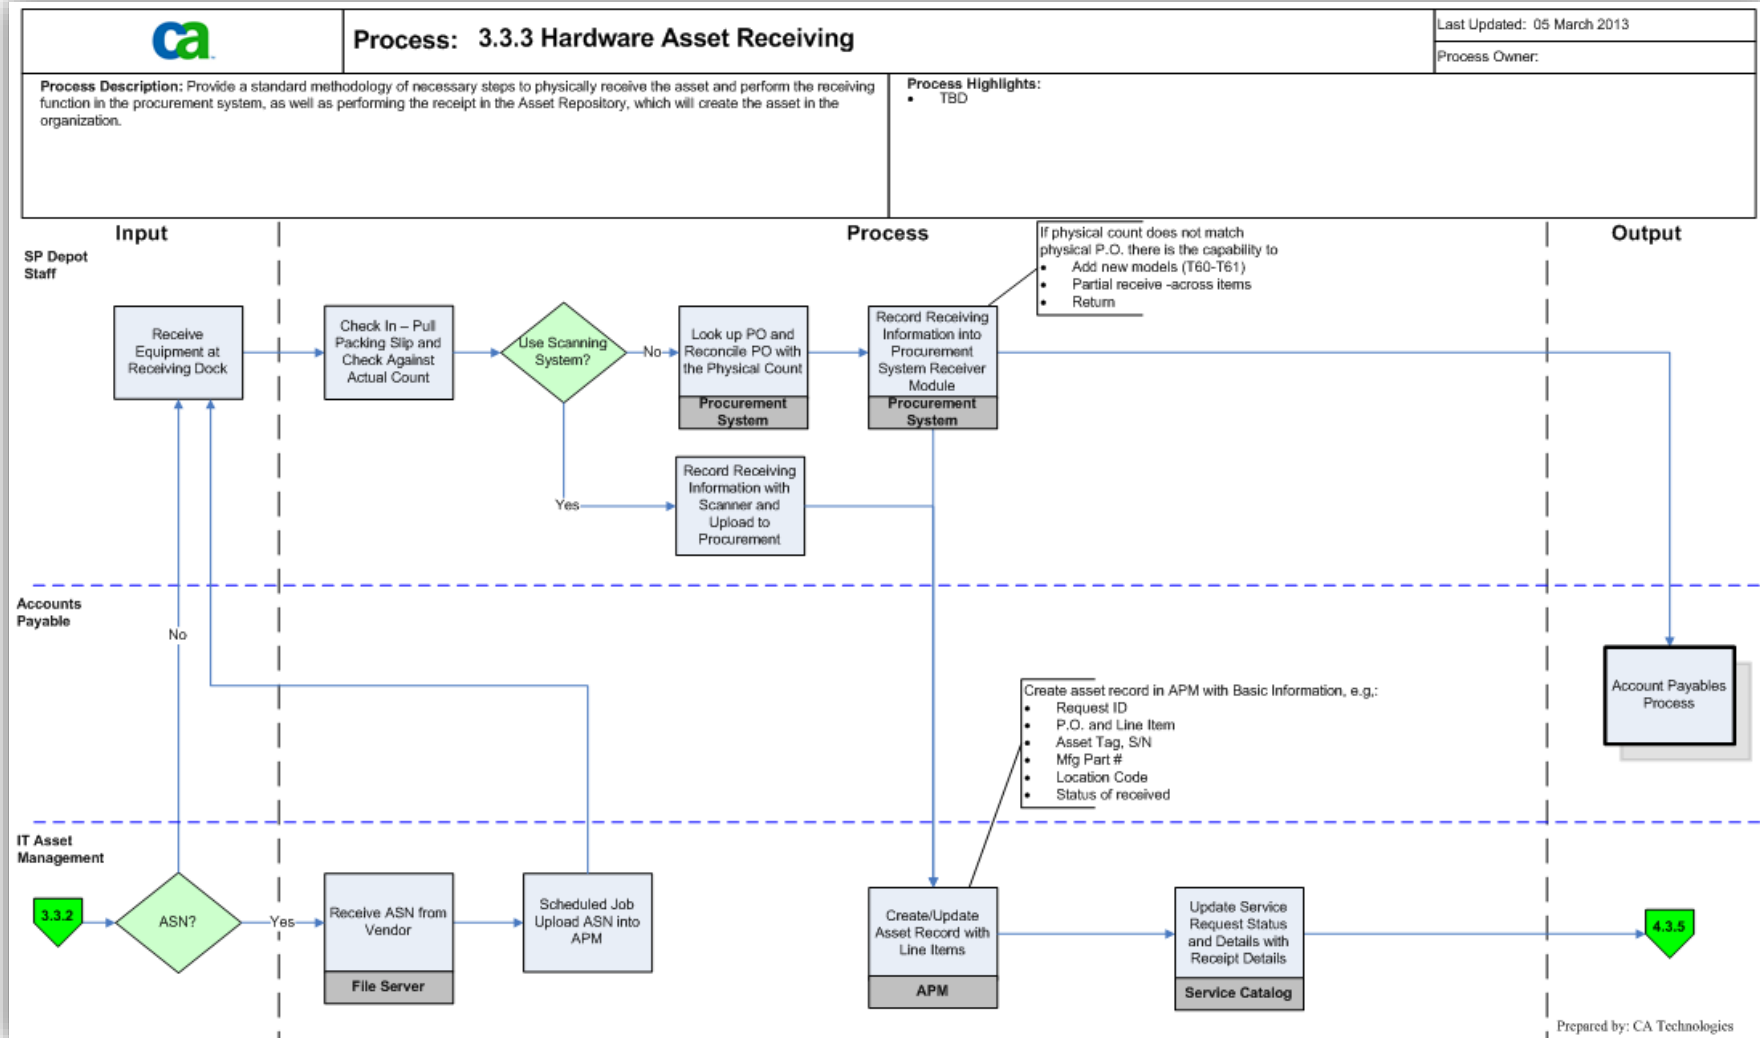 ca
Process: 3.3.3 Hardware Asset Receiving
Last Updated: 05 March 2013
Process Owner:
Process Description: Provide a standard methodology of necessary steps to physically receive the asset and perform the receiving
function in the procurement system, as well as performing the receipt in the Asset Repository, which will create the asset in the
organization.
Process Highlights:
• TBD
Input
Process
Output
SP Depot
Staff
If physical count does not match
physical P.O. there is the capability to
• Add new models (T60-T61)
• Partial receive -across items
• Return
Receive
Equipment at
Receiving Dock
Check In – Pull
Packing Slip and
Check Against
Actual Count
Use Scanning
System?
No
Look up PO and
Reconcile PO with
the Physical Count
Procurement
System
Record Receiving
Information into
Procurement
System Receiver
Module
Procurement
System
Yes
Record Receiving
Information with
Scanner and
Upload to
Procurement
Accounts
Payable
No
Account Payables
Process
Create asset record in APM with Basic Information, e.g,:
• Request ID
• P.O. and Line Item
• Asset Tag, S/N
• Mfg Part #
• Location Code
• Status of received
IT Asset
Management
3.3.2
ASN?
Yes
Receive ASN from
Vendor
File Server
Scheduled Job
Upload ASN into
APM
Create/Update
Asset Record with
Line Items
APM
Update Service
Request Status
and Details with
Receipt Details
Service Catalog
4.3.5
Prepared by: CA Technologies